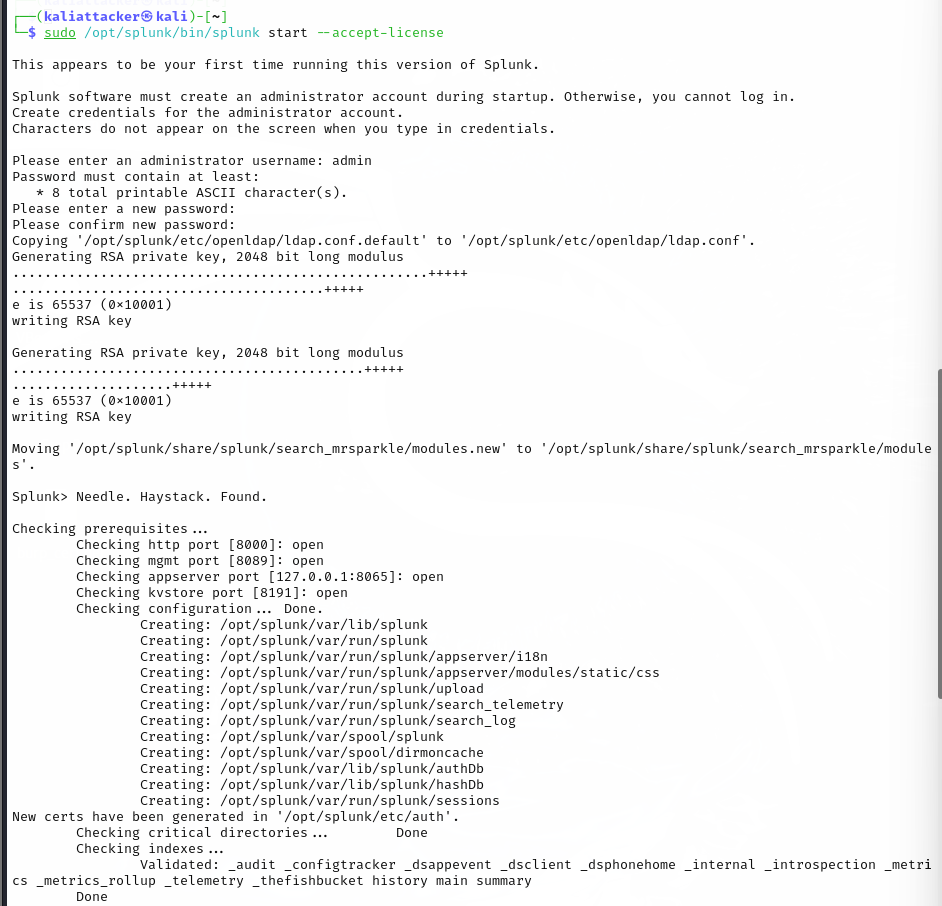 ┌──(kaliattacker㉿kali)-[~]
└─$ sudo /opt/splunk/bin/splunk start --accept-license

This appears to be your first time running this version of Splunk.

Splunk software must create an administrator account during startup. Otherwise, you cannot log in.
Create credentials for the administrator account.
Characters do not appear on the screen when you type in credentials.

Please enter an administrator username: admin
Password must contain at least:
   * 8 total printable ASCII character(s).
Please enter a new password:
Please confirm new password:
Copying '/opt/splunk/etc/openldap/ldap.conf.default' to '/opt/splunk/etc/openldap/ldap.conf'.
Generating RSA private key, 2048 bit long modulus
....................................................+++++
.......................................+++++
e is 65537 (0×10001)
writing RSA key

Generating RSA private key, 2048 bit long modulus
............................................+++++
....................+++++
e is 65537 (0×10001)
writing RSA key

Moving '/opt/splunk/share/splunk/search_mrsparkle/modules.new' to '/opt/splunk/share/splunk/search_mrsparkle/module
s'.

Splunk> Needle. Haystack. Found.

Checking prerequisites...
        Checking http port [8000]: open
        Checking mgmt port [8089]: open
        Checking appserver port [127.0.0.1:8065]: open
        Checking kvstore port [8191]: open
        Checking configuration... Done.
                Creating: /opt/splunk/var/lib/splunk
                Creating: /opt/splunk/var/run/splunk
                Creating: /opt/splunk/var/run/splunk/appserver/i18n
                Creating: /opt/splunk/var/run/splunk/appserver/modules/static/css
                Creating: /opt/splunk/var/run/splunk/upload
                Creating: /opt/splunk/var/run/splunk/search_telemetry
                Creating: /opt/splunk/var/run/splunk/search_log
                Creating: /opt/splunk/var/spool/splunk
                Creating: /opt/splunk/var/spool/dirmoncache
                Creating: /opt/splunk/var/lib/splunk/authDb
                Creating: /opt/splunk/var/lib/splunk/hashDb
                Creating: /opt/splunk/var/run/splunk/sessions
New certs have been generated in '/opt/splunk/etc/auth'.
        Checking critical directories...        Done
        Checking indexes...
                Validated: _audit _configtracker _dsappevent _dsclient _dsphonehome _internal _introspection _metri
cs _metrics_rollup _telemetry _thefishbucket history main summary
        Done